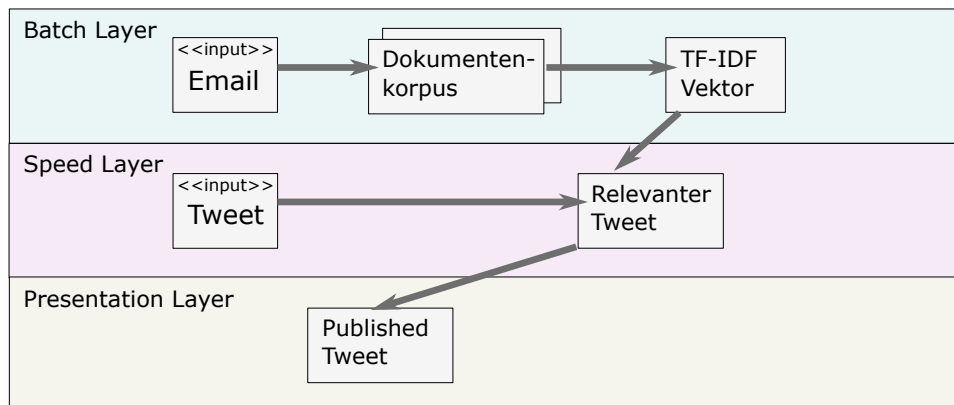 Batch Layer
<<input>>
Email
Dokumenten-
korpus
TF-IDF
Vektor
Speed Layer
<<input>>
Tweet
Relevanter
Tweet
Presentation Layer
Published
Tweet